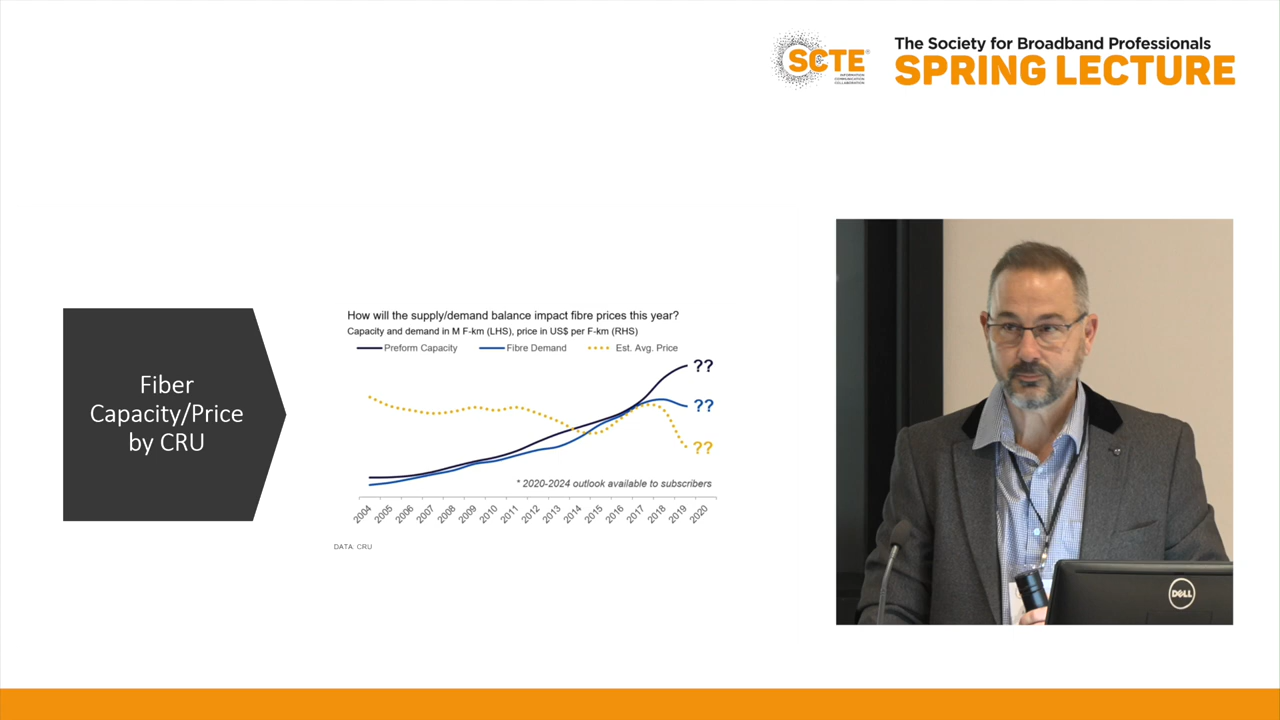 SCTE®
INFORMATION
COMMUNICATION
COLLABORATION
The Society for Broadband Professionals
SPRING LECTURE
Fiber
Capacity/Price
by CRU
How will the supply/demand balance impact fibre prices this year?
Capacity and demand in M F-km (LHS), price in US$ per F-km (RHS)
Preform Capacity Fibre Demand Est. Avg. Price
??
??
??
* 2020-2024 outlook available to subscribers
2004 2005 2006 2007 2008 2009 2010 2011 2012 2013 2014 2015 2016 2017 2018 2019 2020
DATA: CRU
DELL